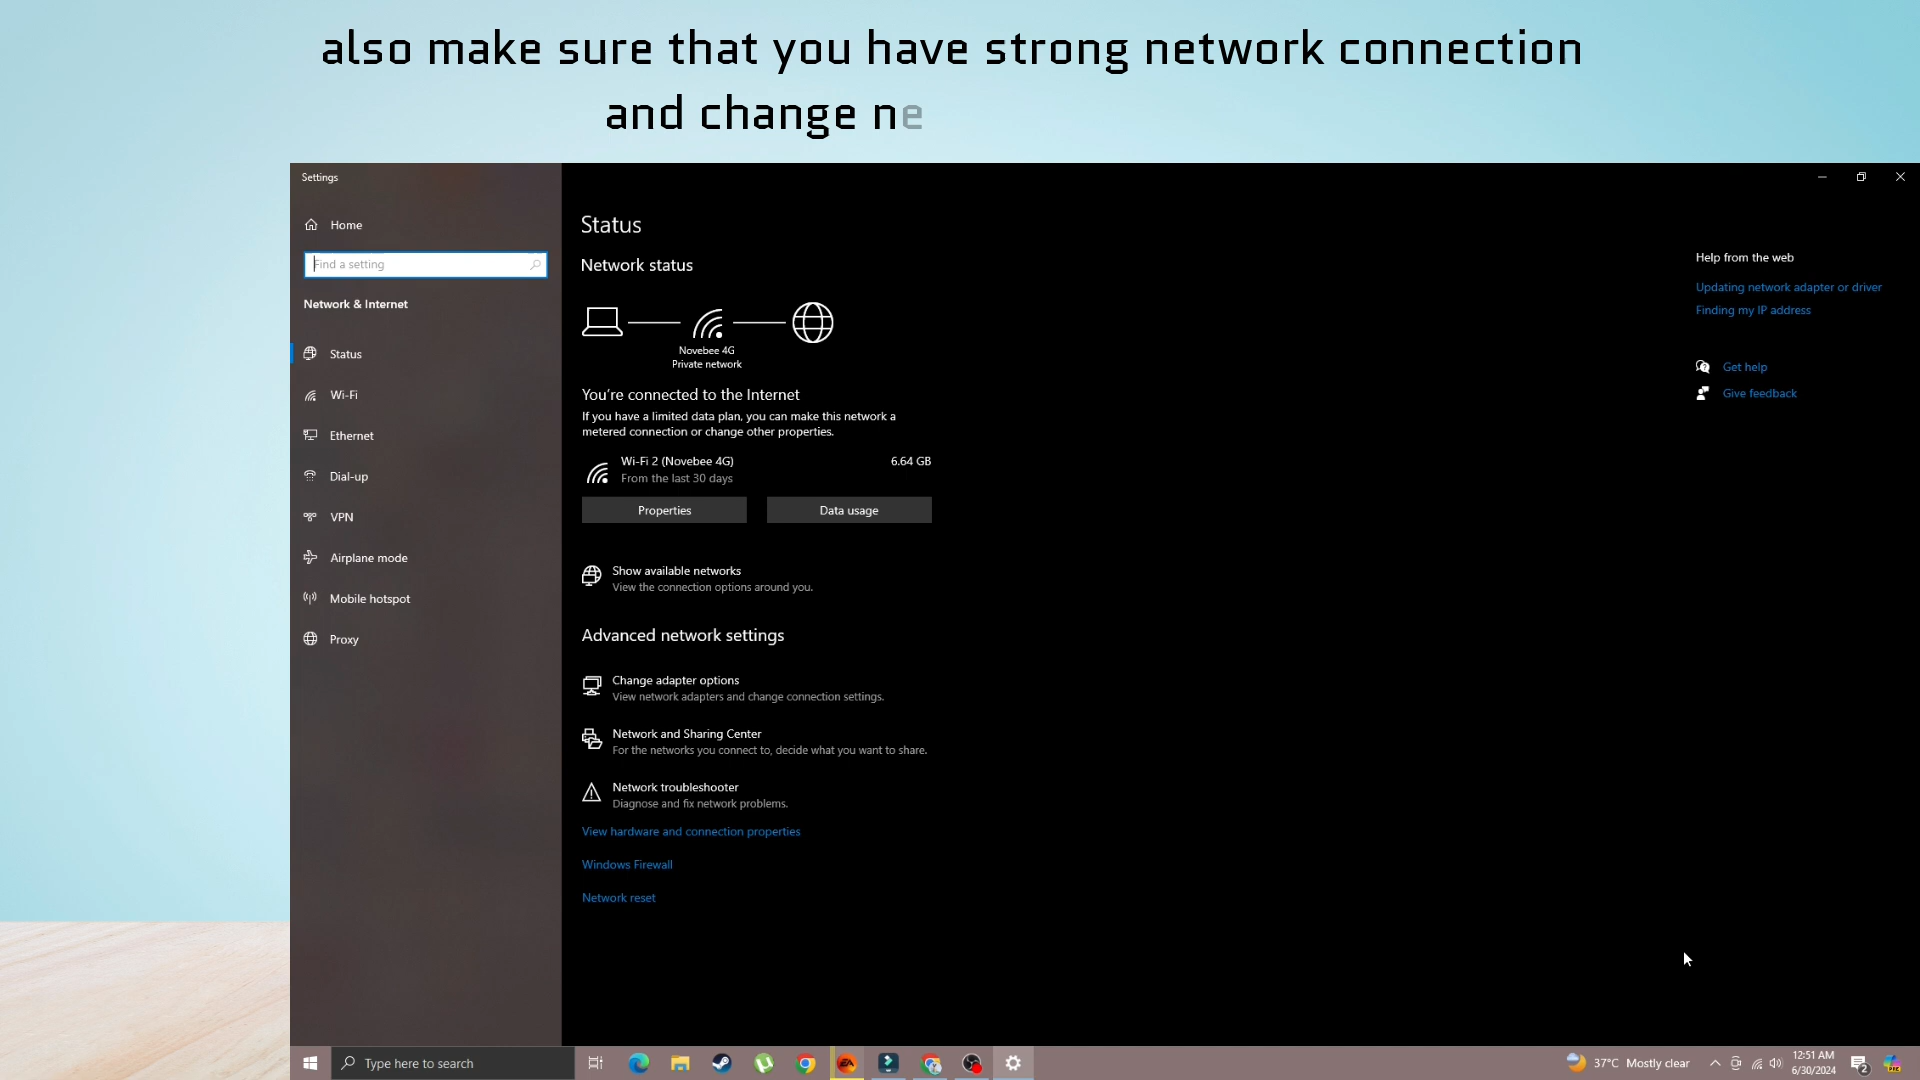 also make sure that you have strong network connection
and change ne
Settings
Home
Find a setting
Network & Internet
Status
Wi-Fi
Ethernet
Dial-up
VPN
Airplane mode
Mobile hotspot
Proxy
Status
Network status
Novebee 4G
Private network
You're connected to the Internet
If you have a limited data plan, you can make this network a
metered connection or change other properties.
Wi-Fi 2 (Novebee 4G) 6.64 GB
From the last 30 days
Properties Data usage
Show available networks
View the connection options around you.
Advanced network settings
Change adapter options
View network adapters and change connection settings.
Network and Sharing Center
For the networks you connect to, decide what you want to share.
Network troubleshooter
Diagnose and fix network problems.
View hardware and connection properties
Windows Firewall
Network reset
Help from the web
Updating network adapter or driver
Finding my IP address
Get help
Give feedback
Type here to search
EA
37°C Mostly clear
12:51 AM
6/30/2024
2
PRE